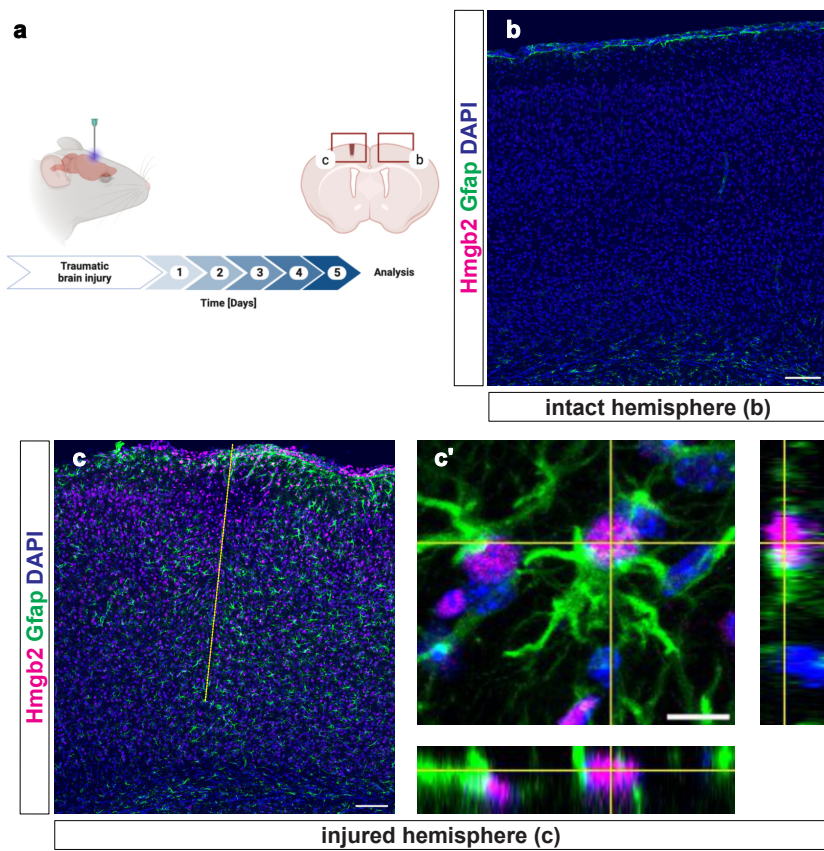 a
c
b
Traumatic
brain injury
1
2
3
4
5
Analysis
Time [Days]
b
Hmgb2 Gfap DAPI
intact hemisphere (b)
c
Hmgb2 Gfap DAPI
c'
injured hemisphere (c)